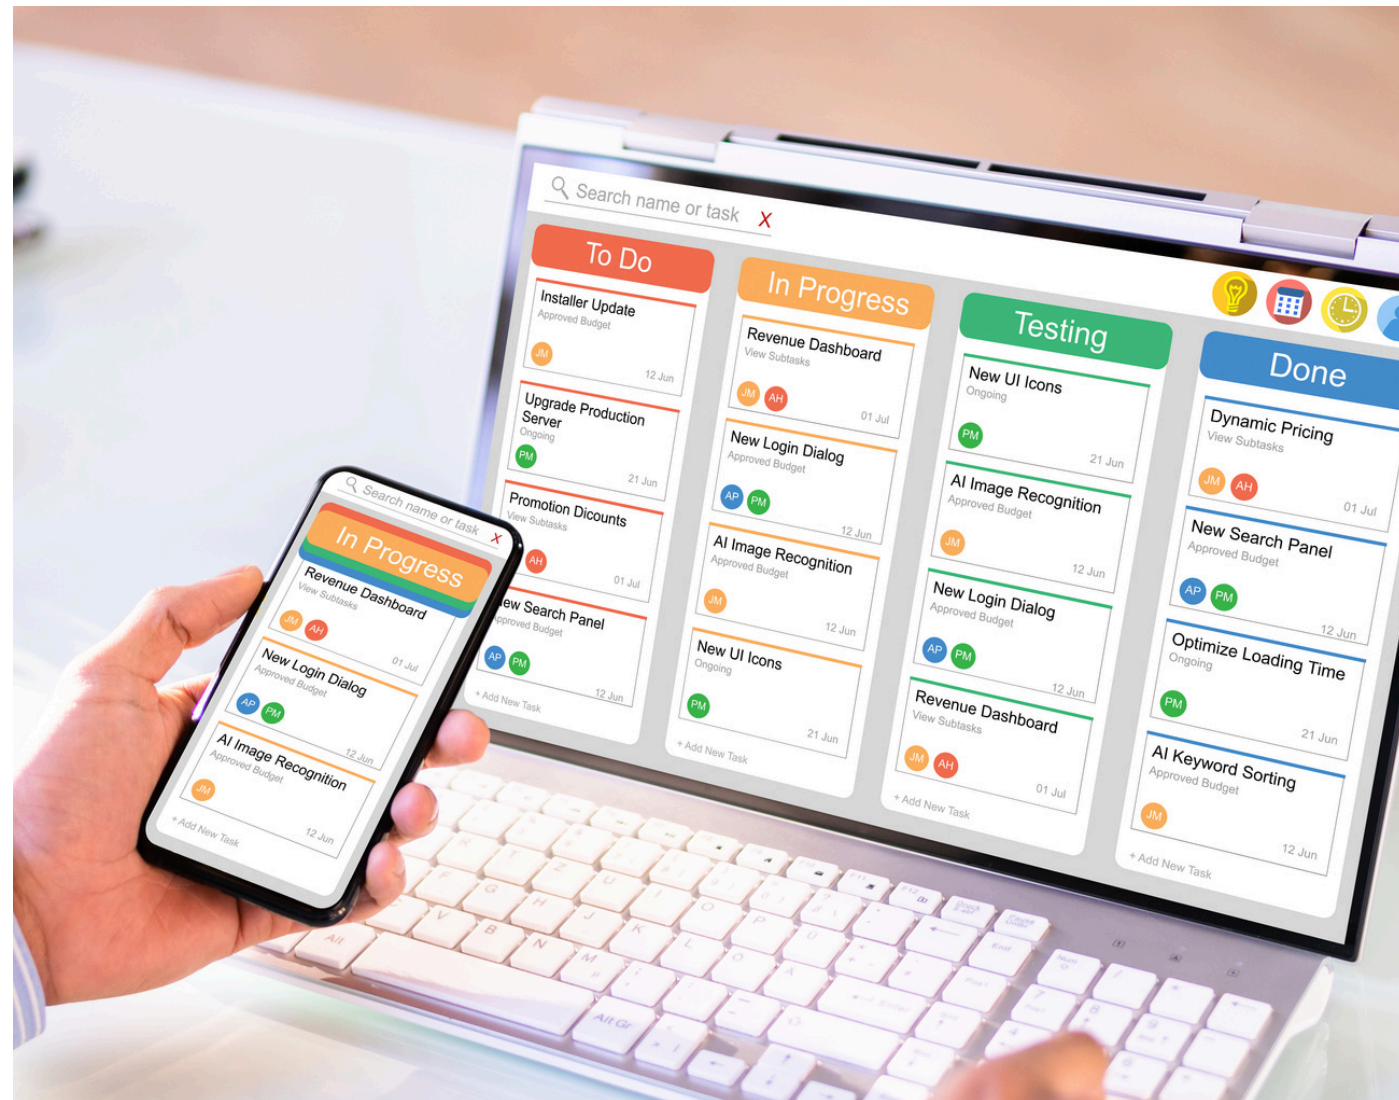 Search name or task X
To Do
Installer Update
Approved Budget
JM
12 Jun
Upgrade Production
Server
Ongoing
PM
21 Jun
Promotion Dicounts
View Subtasks
AH
01 Jul
Search Panel
Budget
AP PM
12 Jun
+ Add New Task
In Progress
Revenue Dashboard
View Subtasks
JM AH
01 Jul
New Login Dialog
Approved Budget
AP PM
12 Jun
AI Image Recognition
Approved Budget
JM
12 Jun
New UI Icons
Ongoing
PM
21 Jun
+ Add New Task
Testing
New UI Icons
Ongoing
PM
21 Jun
AI Image Recognition
Approved Budget
JM
12 Jun
New Login Dialog
Approved Budget
AP PM
12 Jun
Revenue Dashboard
View Subtasks
JM AH
01 Jul
+ Add New Task
Done
Dynamic Pricing
View Subtasks
JM AH
01 Jul
New Search Panel
Approved Budget
AP PM
12 Jun
Optimize Loading Time
Ongoing
PM
21 Jun
AI Keyword Sorting
Approved Budget
JM
12 Jun
+ Add New Task
Search name or task X
In Progress
Revenue Dashboard
View Subtasks
JM AH
01 Jul
New Login Dialog
Approved Budget
AP PM
12 Jun
AI Image Recognition
Approved Budget
JM
12 Jun
+ Add New Task
F11
F12
Z U
G H J K L Ö Ä
V B N M
Alt
Alt Gr